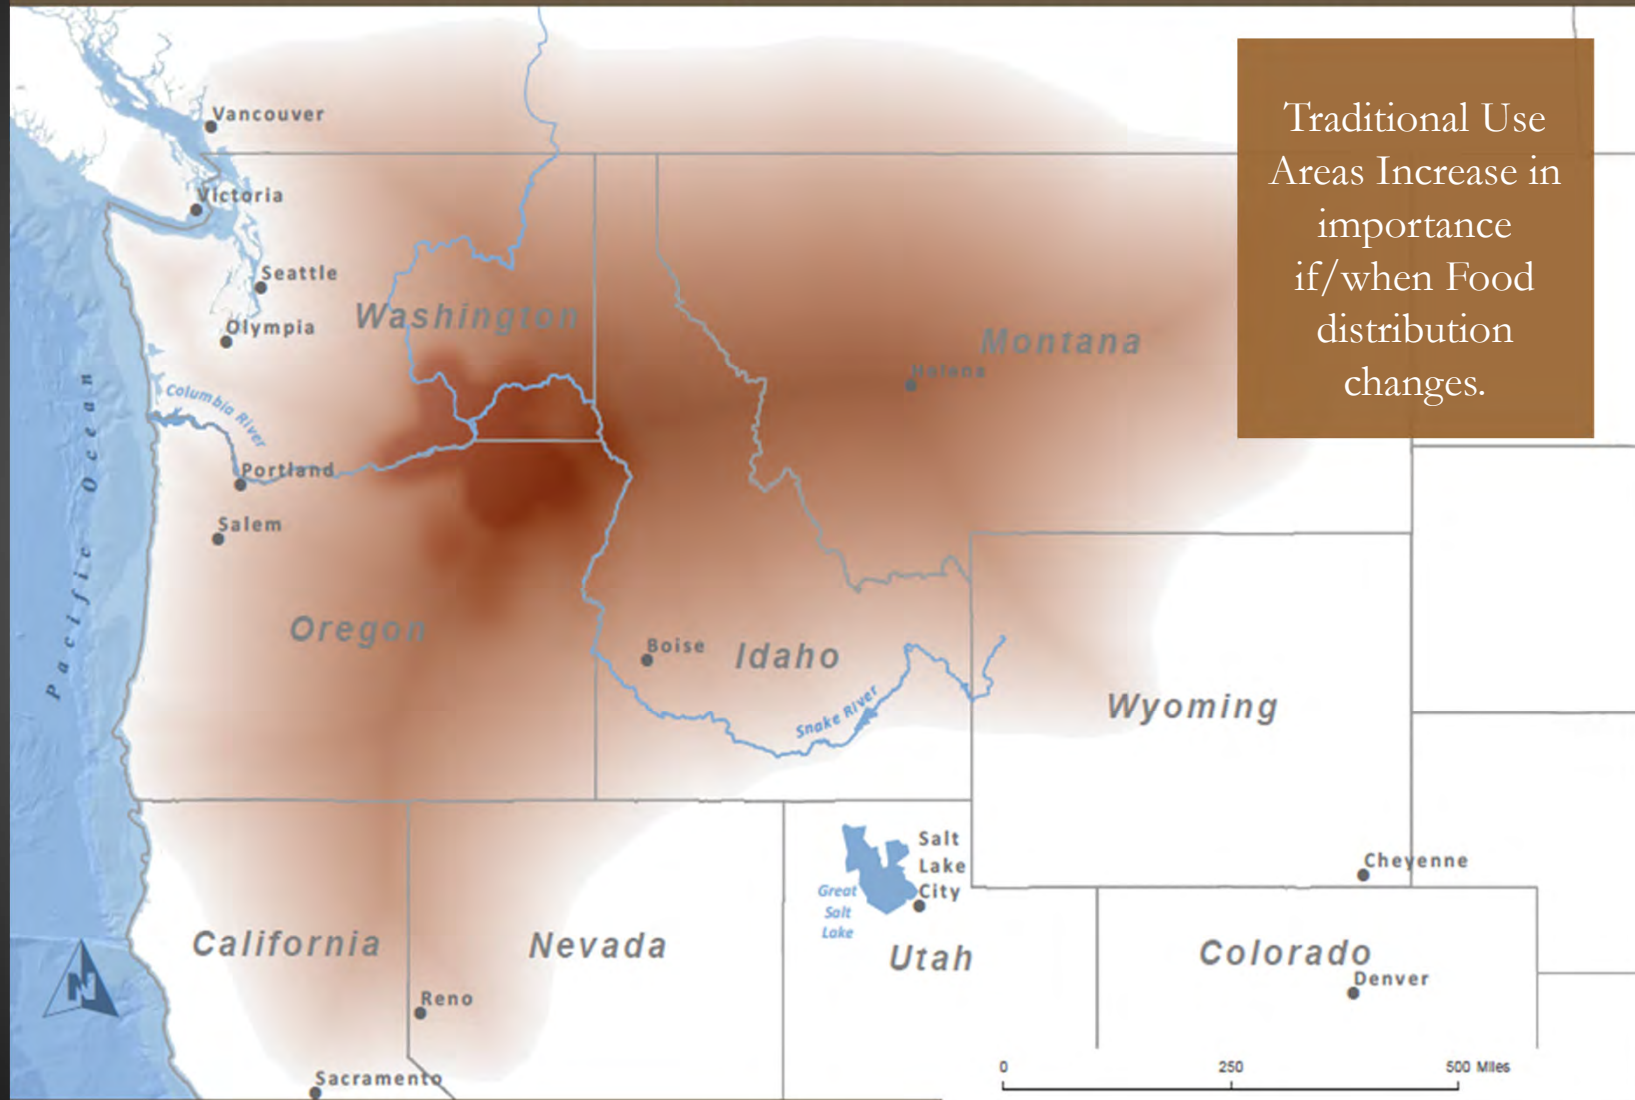 Vancouver
Victoria
Seattle
Olympia
Washington
Montana
Helena
Columbia River
Portland
Salem
Pacific Ocean
Oregon
Boise
Idaho
Snake River
Wyoming
Salt
Lake
City
Great
Salt
Lake
Cheyenne
California
Nevada
Utah
Colorado
Denver
Reno
Sacramento
N
0 250 500 Miles
Traditional Use
Areas Increase in
importance
if/when Food
distribution
changes.